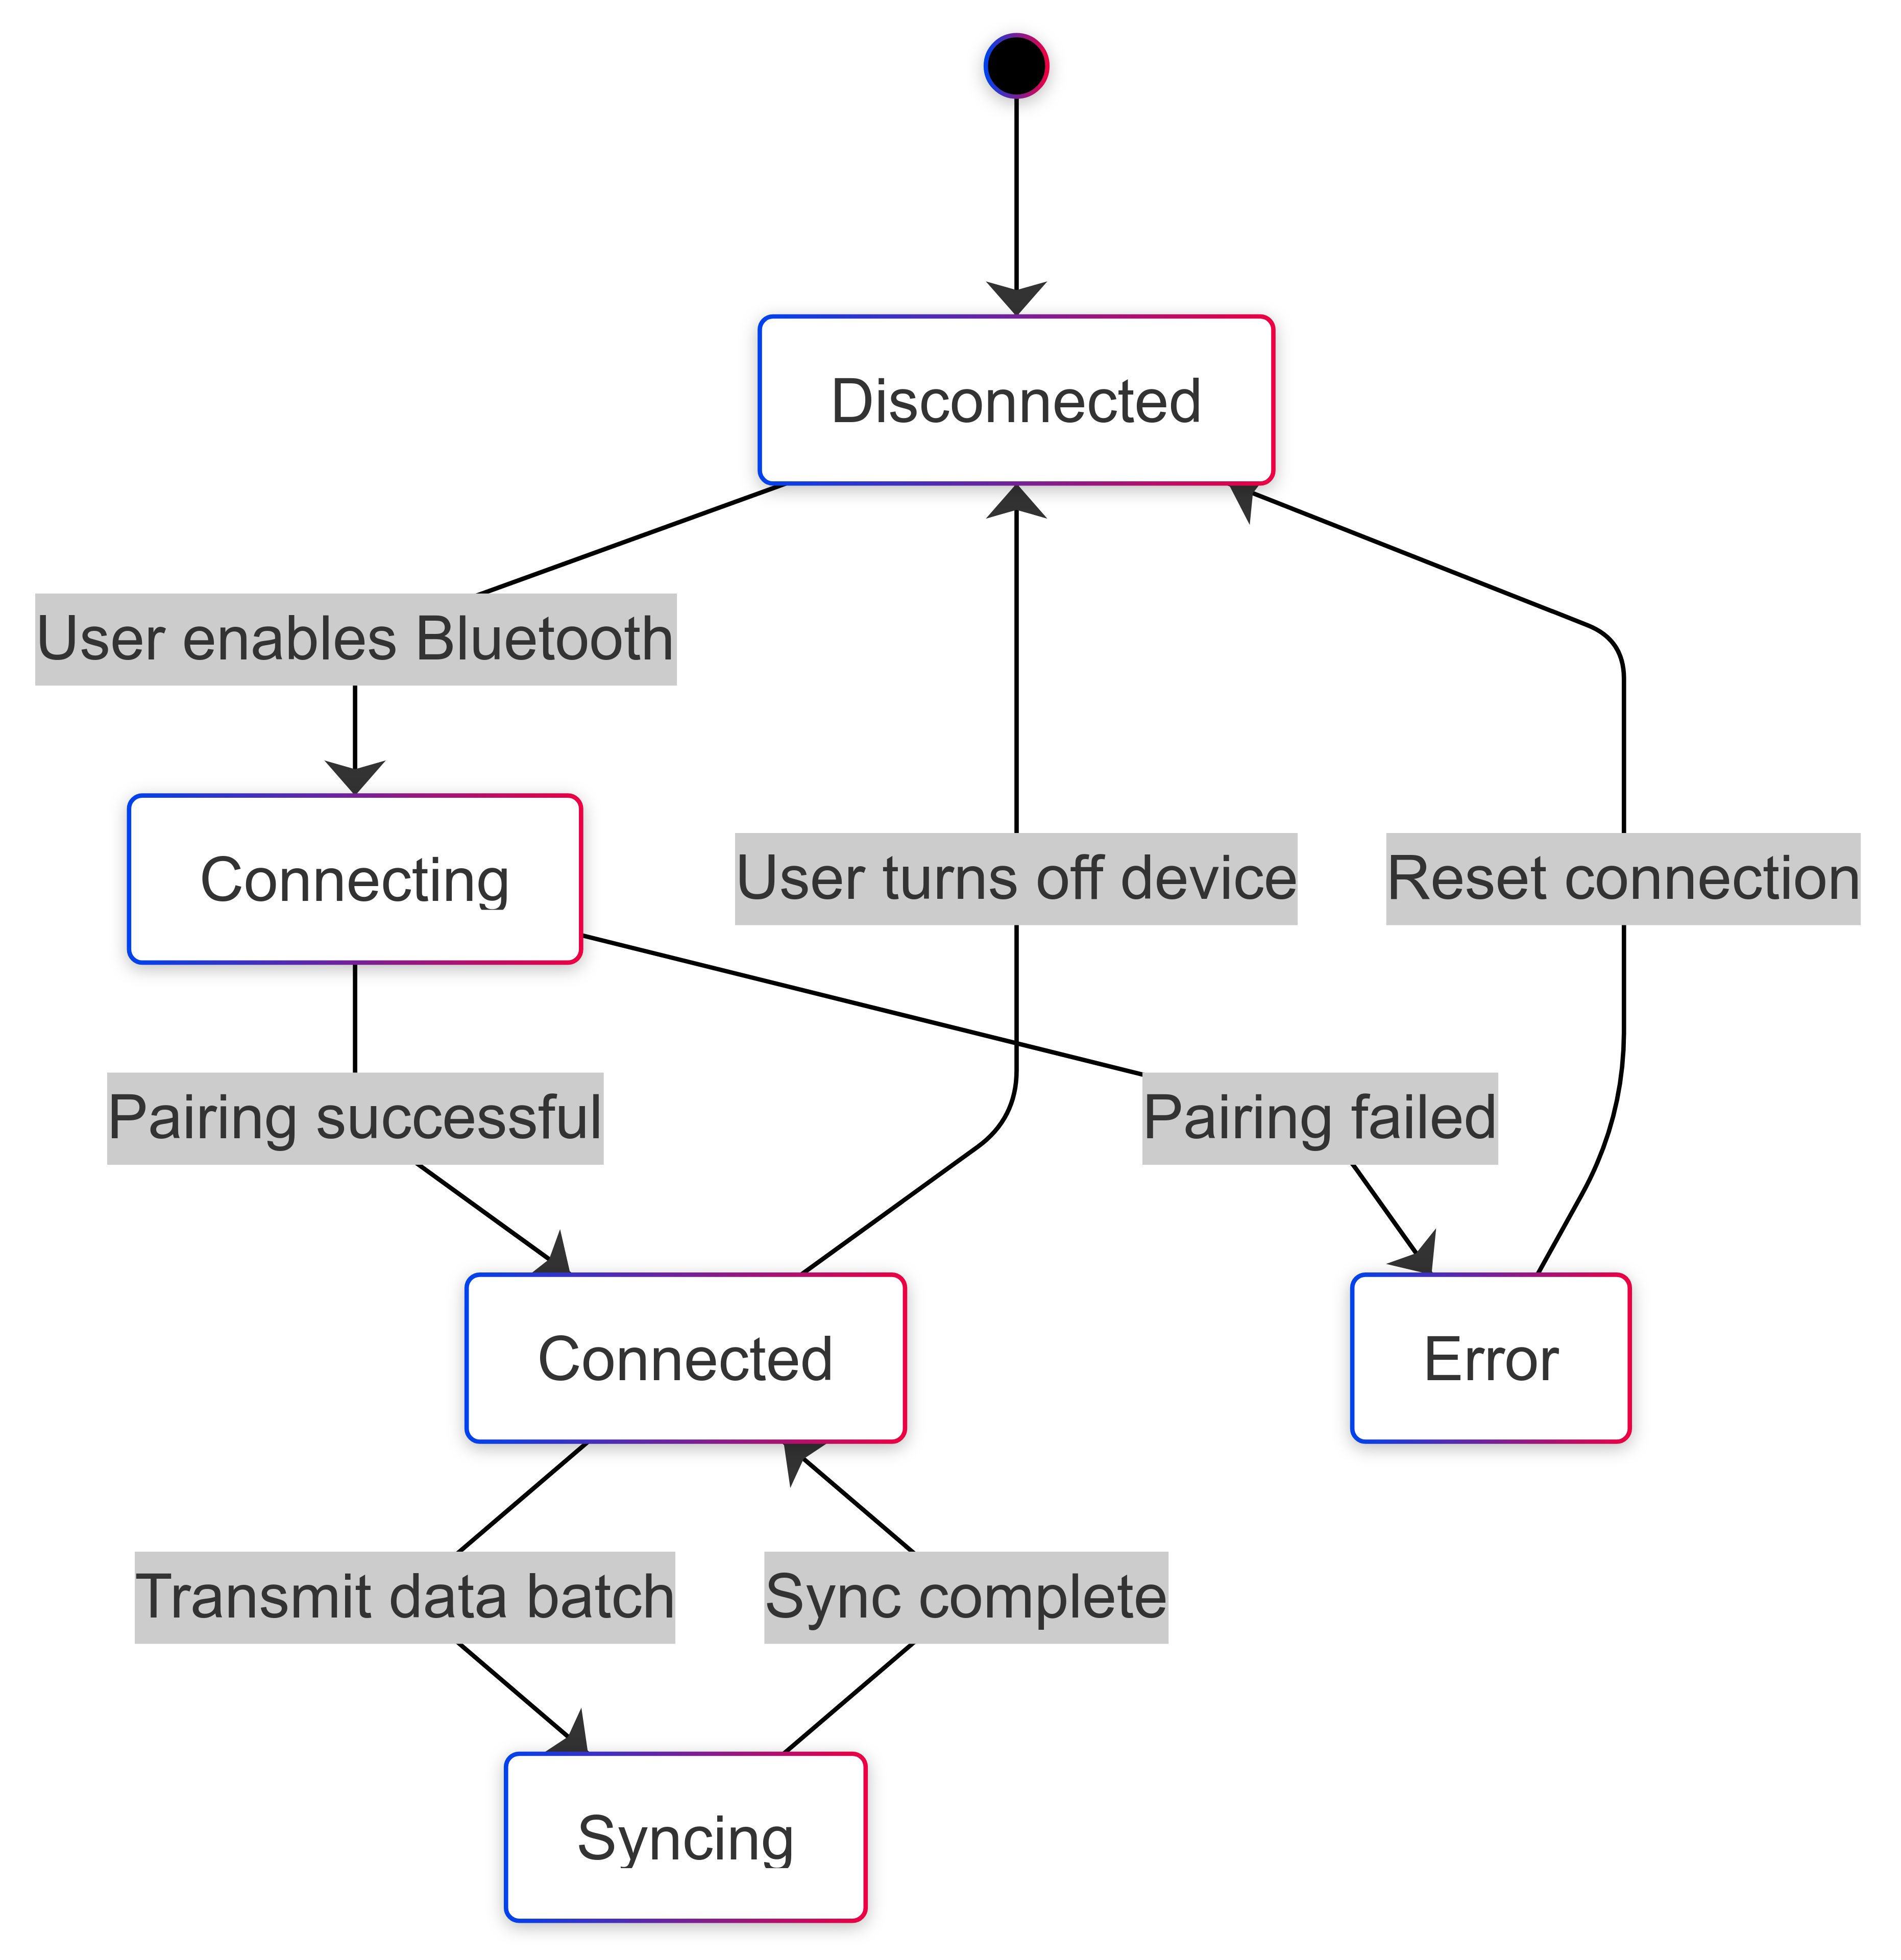 Disconnected
User enables Bluetooth
Connecting
User turns off device
Reset connection
Pairing successful
Pairing failed
Connected
Error
Transmit data batch
Sync complete
Syncing